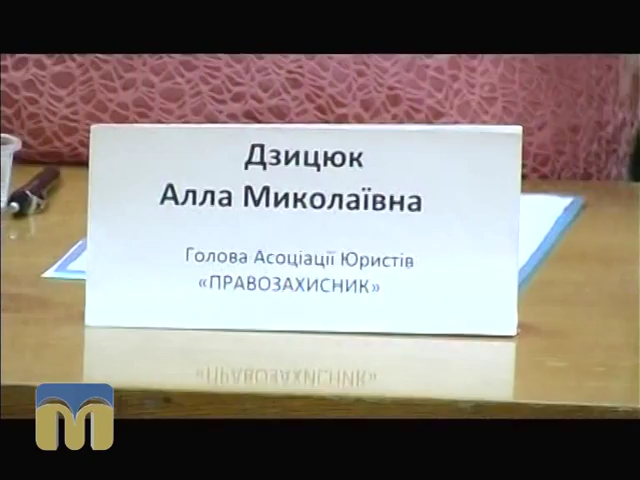 Дзицюк
Алла Миколаївна
Голова Асоціації Юристів
«ПРАВОЗАХИСНИК»
М